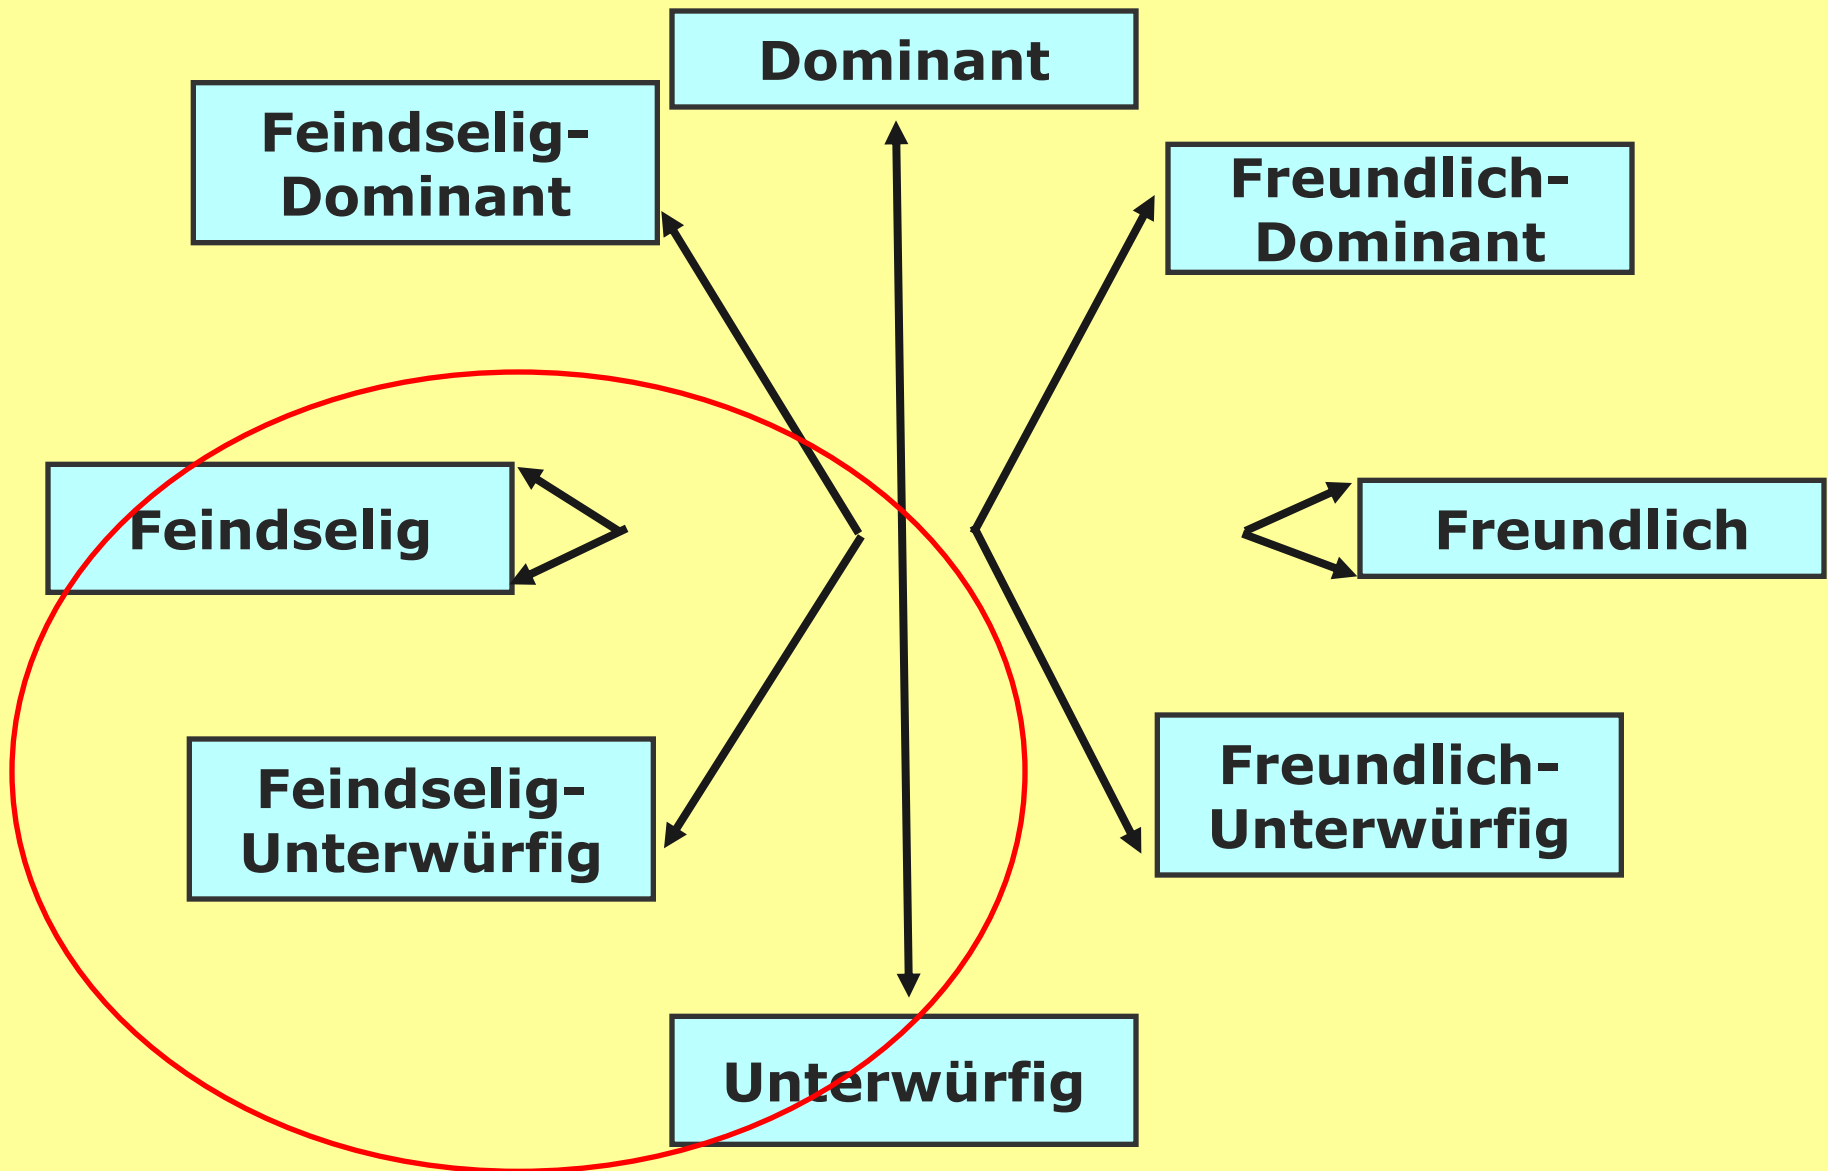 Dominant
Feindselig-
Dominant
Freundlich-
Dominant
Feindselig
Freundlich
Feindselig-
Unterwürfig
Freundlich-
Unterwürfig
Unterwürfig